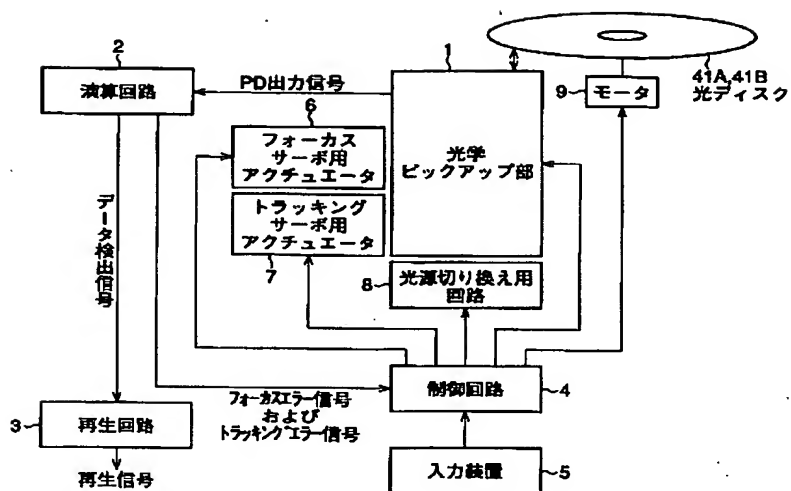 2
演算回路
PD出力信号
1
光学
ピックアップ部
41A,41B
光ディスク
9
モータ
6
フォーカス
サーボ用
アクチュエータ
トラッキング
サーボ用
アクチュエータ
7
8
光源切り換え用
回路
データ検出信号
制御回路
4
フォーカスエラー信号
および
トラッキングエラー信号
3
再生回路
再生信号
入力装置
5